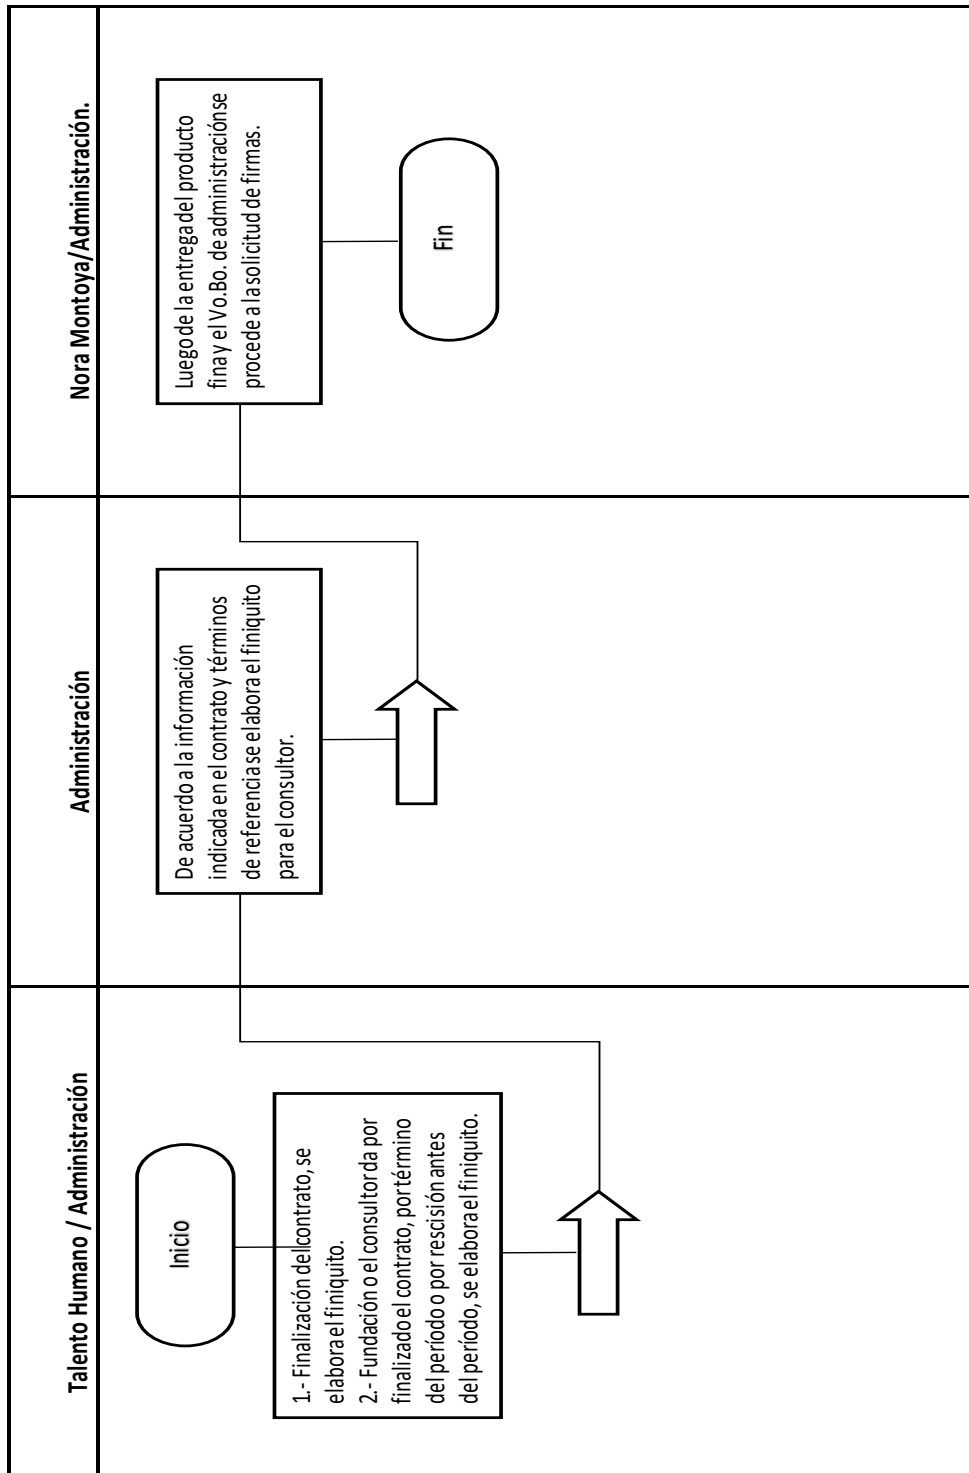 Talento Humano / Administración
Administración
Nora Montoya/Administración.
Inicio
1.- Finalización del contrato, se
elabora el finiquito.
2.- Fundación o el consultor da por
finalizado el contrato, por término
del período o por rescisión antes
del período, se elabora el finiquito.
De acuerdo a la información
indicada en el contrato y términos
de referencia se elabora el finiquito
para el consultor.
Luego de la entrega del producto
fina y el Vo.Bo. de administración se
procede a la solicitud de firmas.
Fin